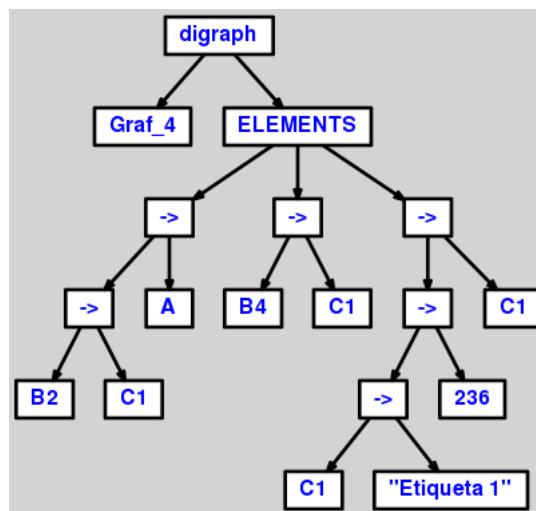 digraph
Graf_4 ELEMENTS
-> -> ->
-> A B4 C1 -> C1
B2 C1 -> 236
C1 "Etiqueta 1"